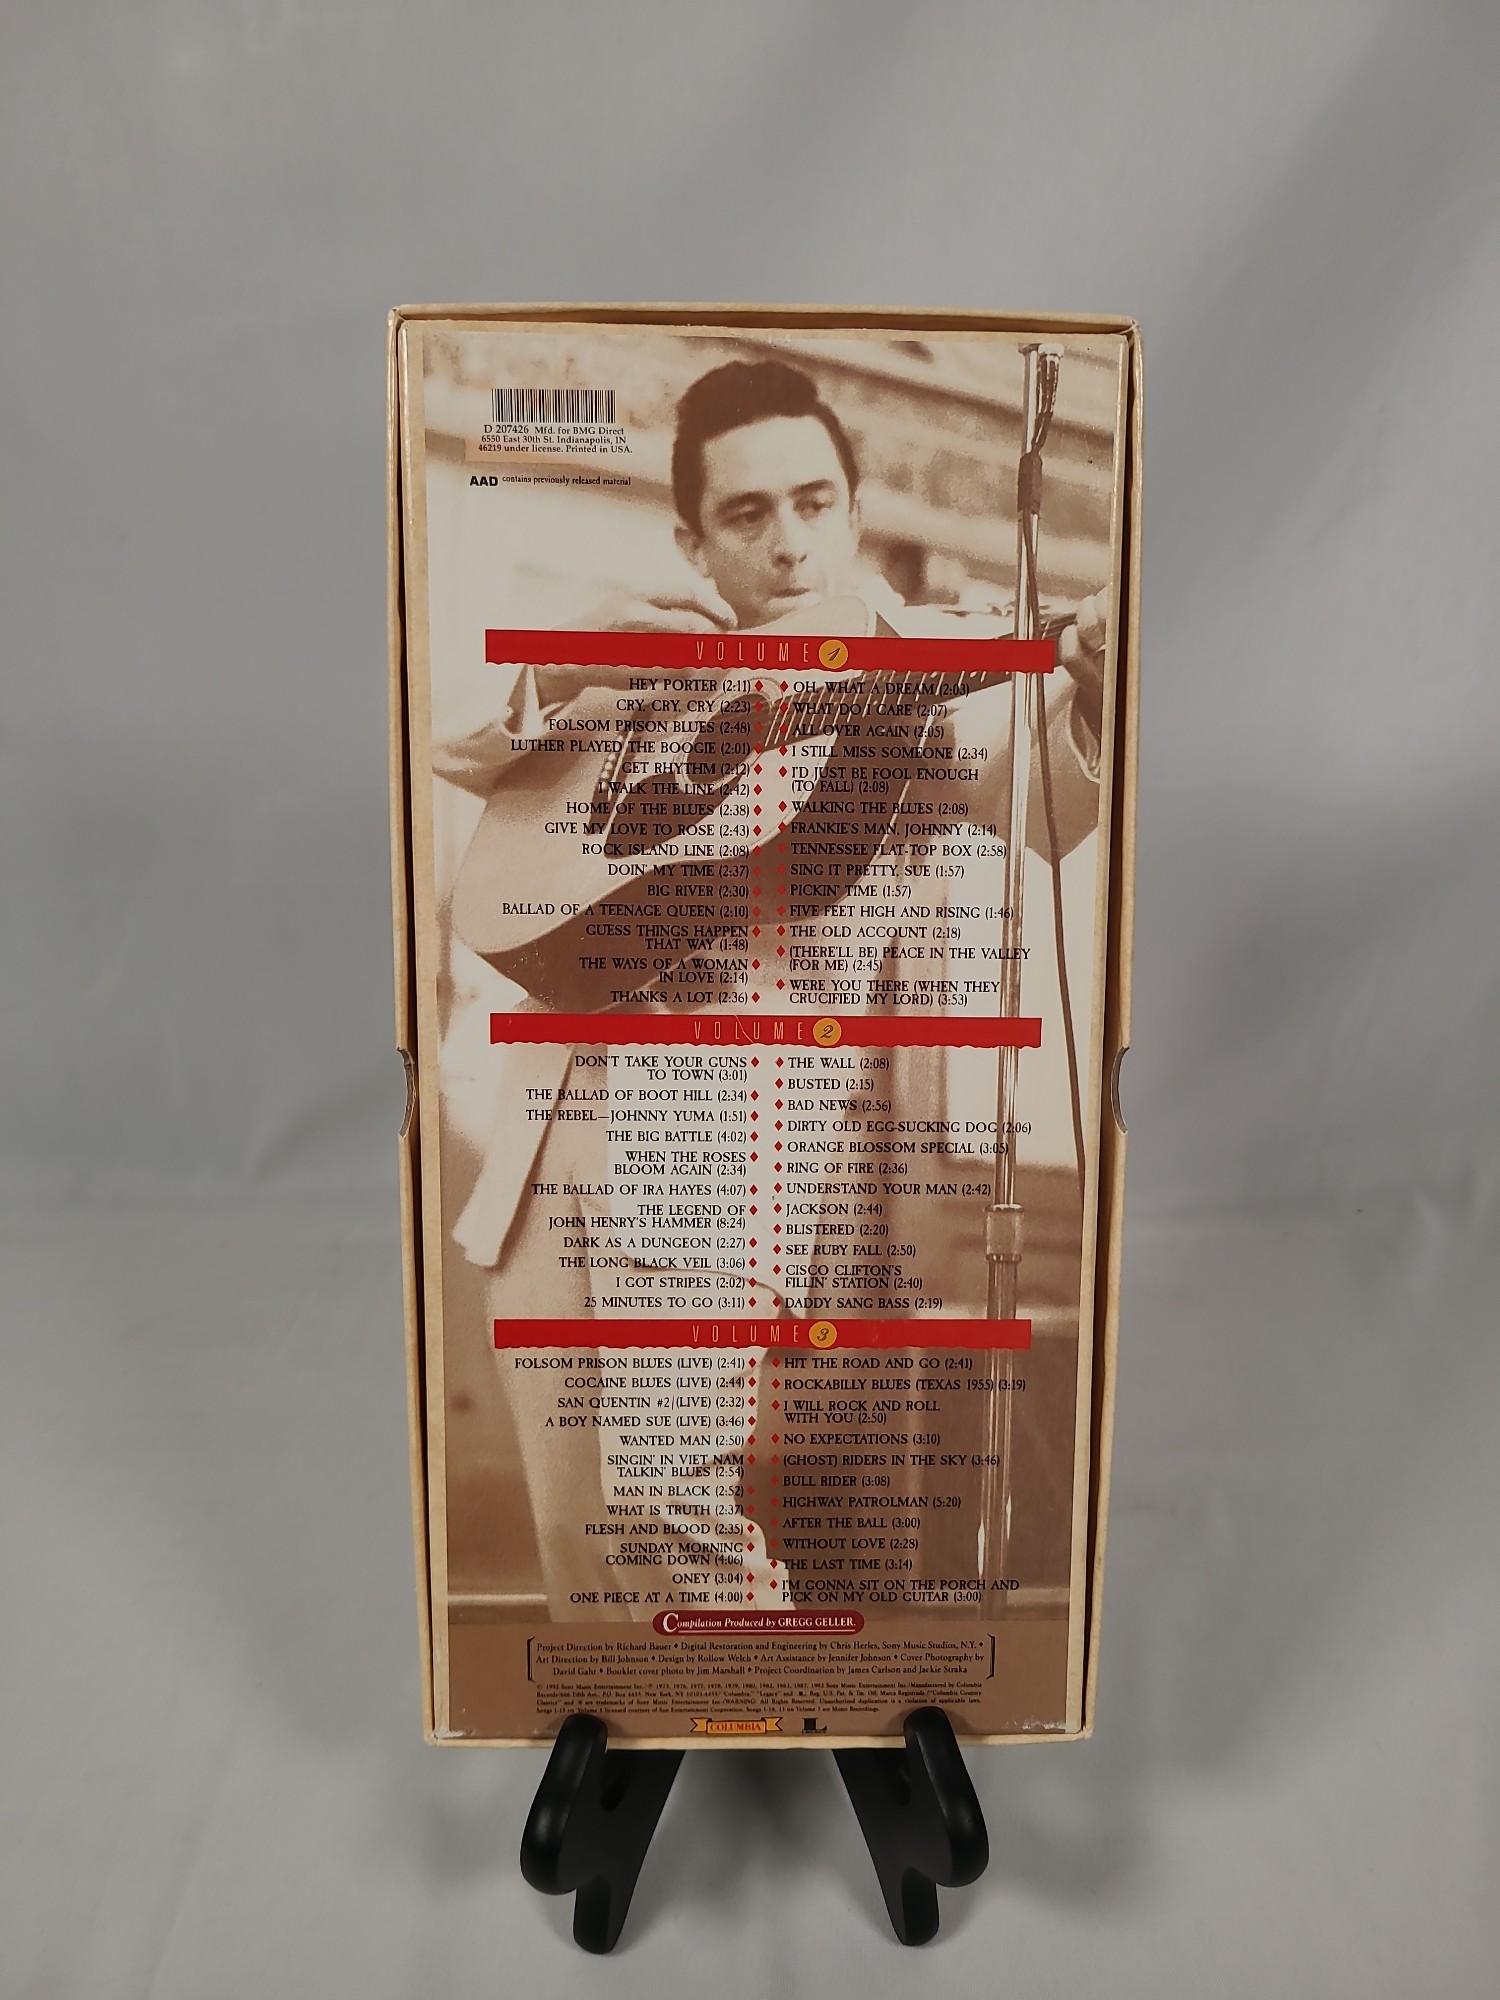 D 207426 Mfd. for BMG Direct
6550 East 30th St. Indianapolis, IN
46219 under license. Printed in USA.
AAD contains previously released material
VOLUME 1
HEY PORTER (2:11)
CRY, CRY, CRY (2:23)
FOLSOM PRISON BLUES (2:48)
LUTHER PLAYED THE BOOGIE (2:01)
GET RHYTHM (2:12)
I WALK THE LINE (2:42)
HOME OF THE BLUES (2:38)
GIVE MY LOVE TO ROSE (2:43)
ROCK ISLAND LINE (2:08)
DOIN' MY TIME (2:37)
BIG RIVER (2:30)
BALLAD OF A TEENAGE QUEEN (2:10)
GUESS THINGS HAPPEN
THAT WAY (1:48)
THE WAYS OF A WOMAN
IN LOVE (2:14)
THANKS A LOT (2:36)
OH, WHAT A DREAM (2:03)
WHAT DO I CARE (2:07)
ALL OVER AGAIN (2:05)
I STILL MISS SOMEONE (2:34)
I'D JUST BE FOOL ENOUGH
(TO FALL) (2:08)
WALKING THE BLUES (2:08)
FRANKIE'S MAN, JOHNNY (2:14)
TENNESSEE FLAT-TOP BOX (2:58)
SING IT PRETTY, SUE (1:57)
PICKIN' TIME (1:57)
FIVE FEET HIGH AND RISING (1:46)
THE OLD ACCOUNT (2:18)
(THERE'LL BE) PEACE IN THE VALLEY
(FOR ME) (2:45)
WERE YOU THERE (WHEN THEY
CRUCIFIED MY LORD) (3:53)
VOLUME 2
DON'T TAKE YOUR GUNS
TO TOWN (3:01)
THE BALLAD OF BOOT HILL (2:34)
THE REBEL—JOHNNY YUMA (1:51)
THE BIG BATTLE (4:02)
WHEN THE ROSES
BLOOM AGAIN (2:34)
THE BALLAD OF IRA HAYES (4:07)
THE LEGEND OF
JOHN HENRY'S HAMMER (8:24)
DARK AS A DUNGEON (2:27)
THE LONG BLACK VEIL (3:06)
I GOT STRIPES (2:02)
25 MINUTES TO GO (3:11)
THE WALL (2:08)
BUSTED (2:15)
BAD NEWS (2:56)
DIRTY OLD EGG-SUCKING DOG (2:06)
ORANGE BLOSSOM SPECIAL (3:05)
RING OF FIRE (2:36)
UNDERSTAND YOUR MAN (2:42)
JACKSON (2:44)
BLISTERED (2:20)
SEE RUBY FALL (2:50)
CISCO CLIFTON'S
FILLIN' STATION (2:40)
DADDY SANG BASS (2:19)
VOLUME 3
FOLSOM PRISON BLUES (LIVE) (2:41)
COCAINE BLUES (LIVE) (2:44)
SAN QUENTIN #2 (LIVE) (2:32)
A BOY NAMED SUE (LIVE) (3:46)
WANTED MAN (2:50)
SINGIN' IN VIET NAM
TALKIN' BLUES (2:54)
MAN IN BLACK (2:52)
WHAT IS TRUTH (2:37)
FLESH AND BLOOD (2:35)
SUNDAY MORNING
COMING DOWN (4:06)
ONEY (3:04)
ONE PIECE AT A TIME (4:00)
HIT THE ROAD AND GO (2:41)
ROCKABILLY BLUES (TEXAS 1955) (3:19)
I WILL ROCK AND ROLL
WITH YOU (2:50)
NO EXPECTATIONS (3:10)
(GHOST) RIDERS IN THE SKY (3:46)
BULL RIDER (3:08)
HIGHWAY PATROLMAN (5:20)
AFTER THE BALL (3:00)
WITHOUT LOVE (2:28)
THE LAST TIME (3:14)
I'M GONNA SIT ON THE PORCH AND
PICK ON MY OLD GUITAR (3:00)
Compilation Produced by GREGG GELLER.
Project Direction by Richard Bauer ♦ Digital Restoration and Engineering by Chris Herles, Sony Music Studios, N.Y. ♦
Art Direction by Bill Johnson ♦ Design by Rollow Welch ♦ Art Assistance by Jennifer Johnson ♦ Cover Photography by
David Gahr ♦ Booklet cover photo by Jim Marshall ♦ Project Coordination by James Carlson and Jackie Straka
COLUMBIA